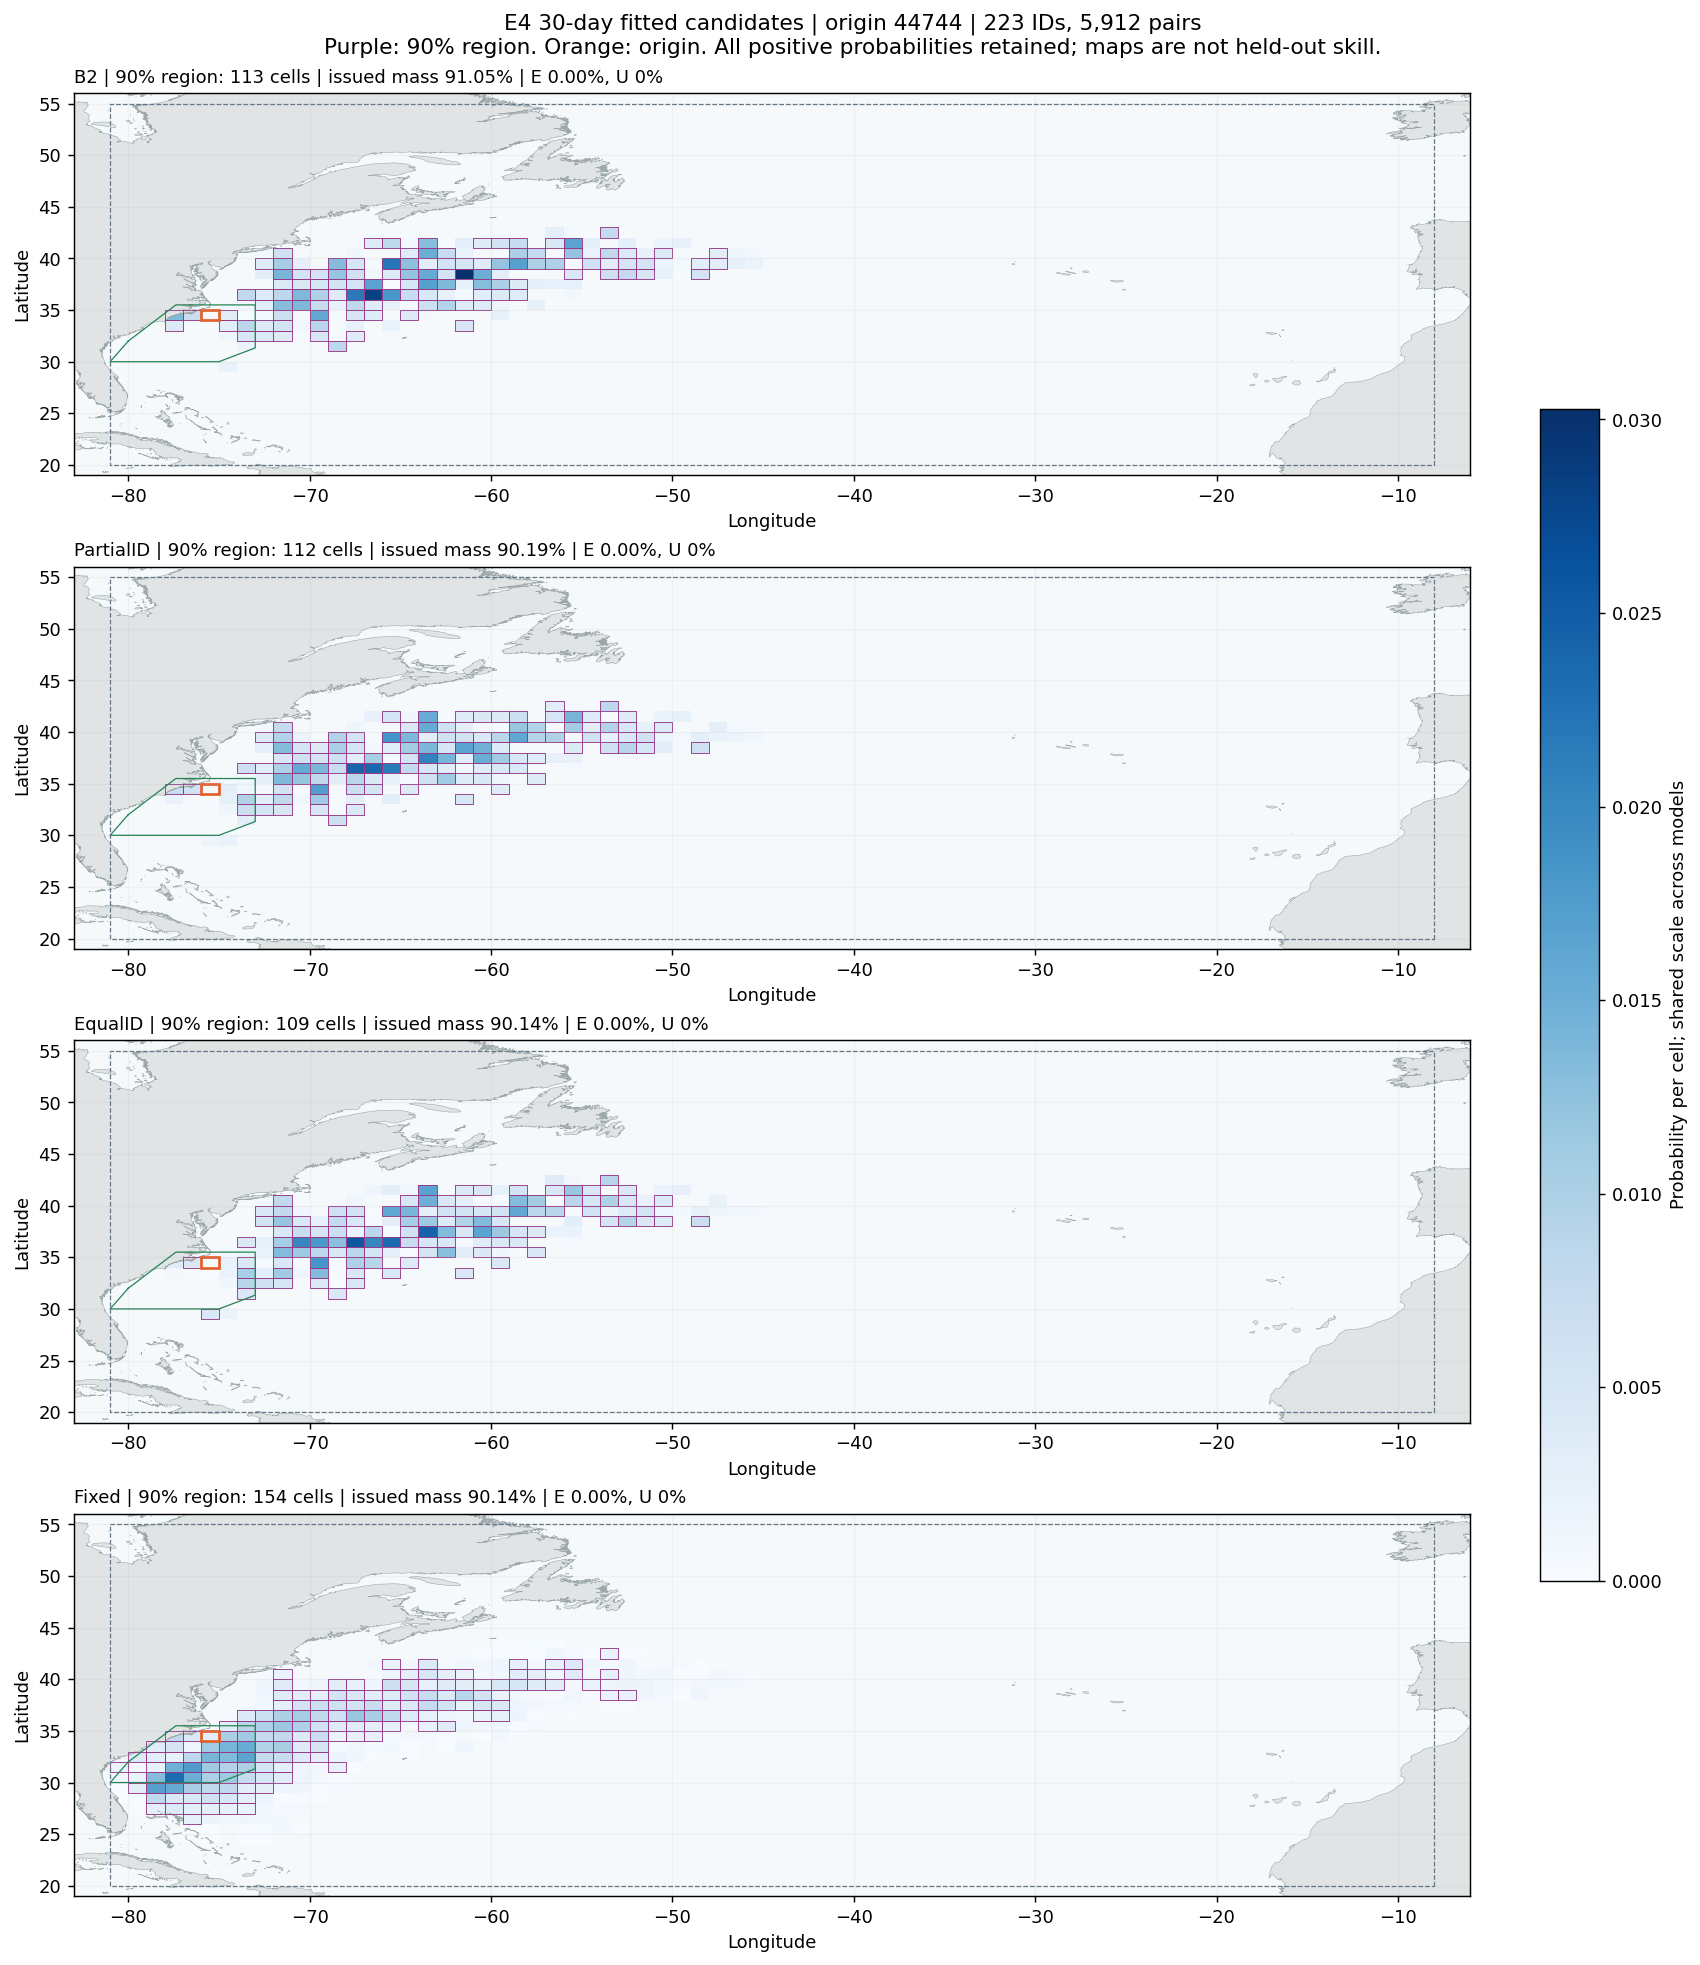 E4 30-day fitted candidates | origin 44744 | 223 IDs, 5,912 pairs
Purple: 90% region. Orange: origin. All positive probabilities retained; maps are not held-out skill.
B2 | 90% region: 113 cells | issued mass 91.05% | E 0.00%, U 0%
55
50
45
40
35
30
25
20
Latitude
−80 −70 −60 −50 −40 −30 −20 −10
Longitude
PartialID | 90% region: 112 cells | issued mass 90.19% | E 0.00%, U 0%
55
50
45
40
35
30
25
20
Latitude
−80 −70 −60 −50 −40 −30 −20 −10
Longitude
EqualID | 90% region: 109 cells | issued mass 90.14% | E 0.00%, U 0%
55
50
45
40
35
30
25
20
Latitude
−80 −70 −60 −50 −40 −30 −20 −10
Longitude
Fixed | 90% region: 154 cells | issued mass 90.14% | E 0.00%, U 0%
55
50
45
40
35
30
25
20
Latitude
−80 −70 −60 −50 −40 −30 −20 −10
Longitude
0.030
0.025
0.020
0.015
0.010
0.005
0.000
Probability per cell; shared scale across models